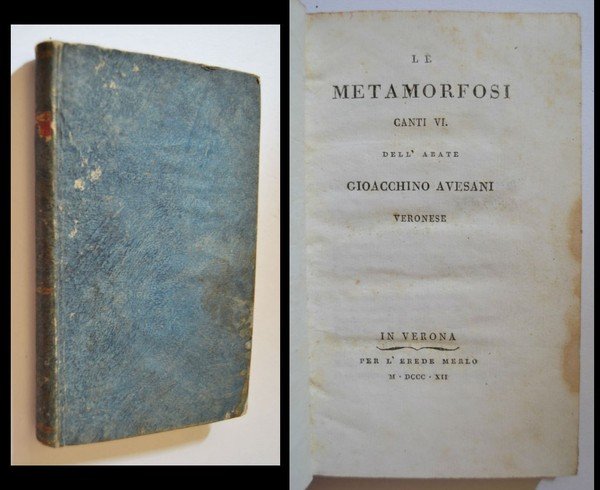 LE
METAMORFOSI
CANTI VI.
DELL' ABATE
GIOACCHINO AVESANI
VERONESE
IN VERONA
PER L' EREDE MERLO
M · DCCC · XII